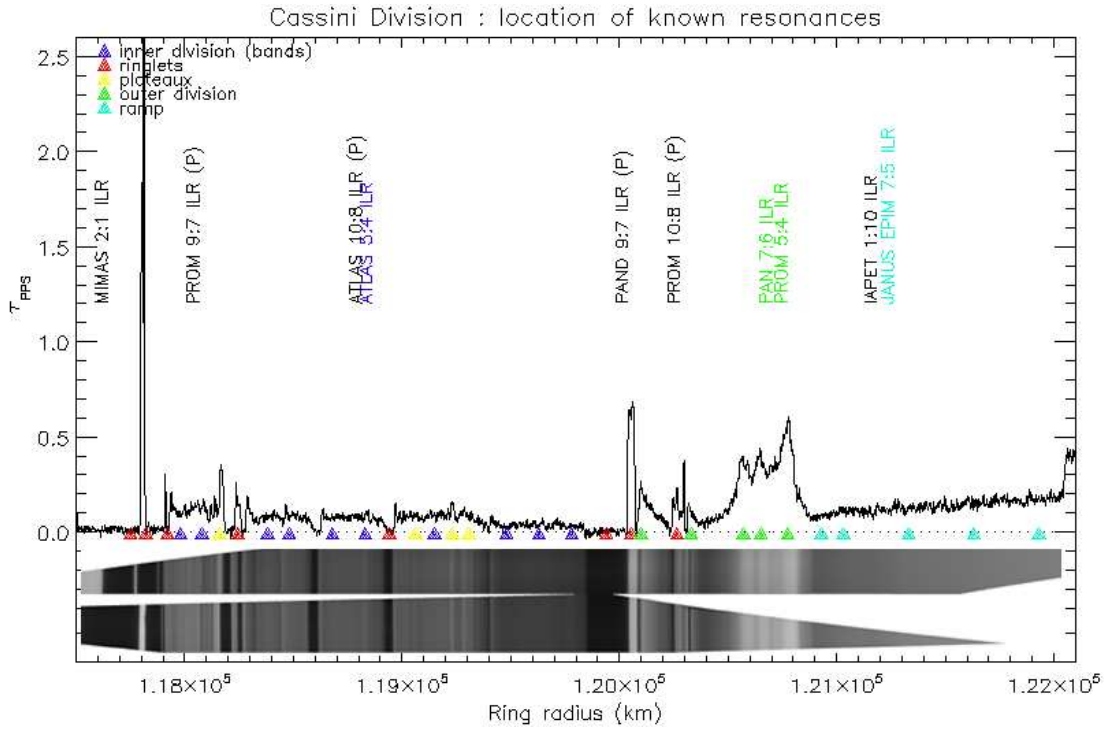 Cassini Division : location of known resonances
inner division (bands)
ringlets
plateaux
outer division
ramp
2.5
2.0
1.5
1.0
0.5
0.0
τPPS
MIMAS 2:1 ILR
PROM 9:7 ILR (P)
ATLAS 10:8 ILR (P)
ATLAS 5:4 ILR
PAND 9:7 ILR (P)
PROM 10:8 ILR (P)
PAN 7:6 ILR
PROM 5:4 ILR
IAPET 1:10 ILR
JANUS EPIM 7:5 ILR
1.18×10⁵
1.19×10⁵
1.20×10⁵
1.21×10⁵
1.22×10⁵
Ring radius (km)